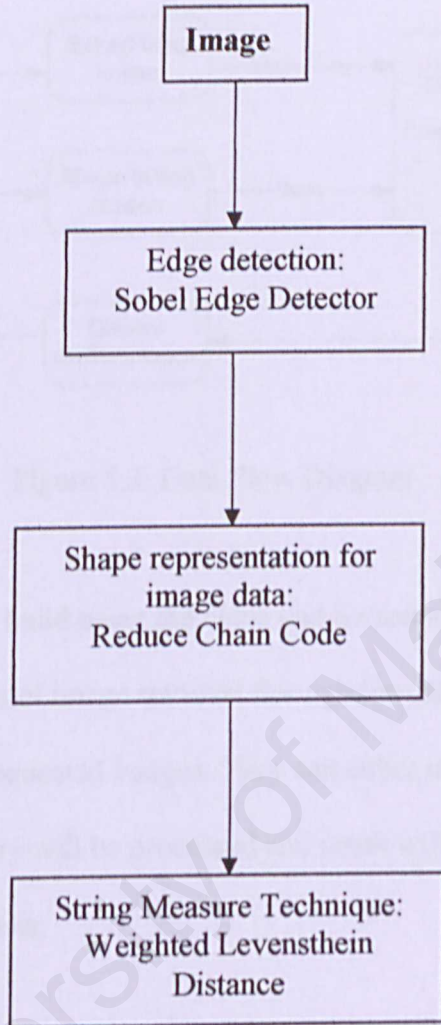 Image
Edge detection:
Sobel Edge Detector
Shape representation for
image data:
Reduce Chain Code
String Measure Technique:
Weighted Levensthein
Distance